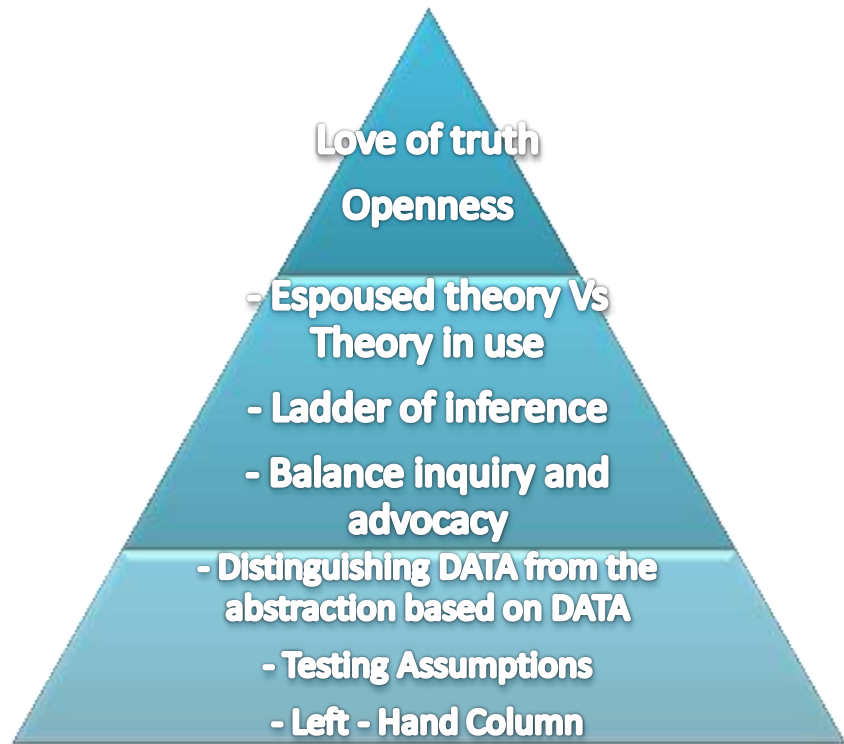 Love of truth
Openness
- Espoused theory Vs
Theory in use
- Ladder of inference
- Balance inquiry and
advocacy
- Distinguishing DATA from the
abstraction based on DATA
- Testing Assumptions
- Left - Hand Column